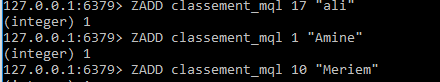 127.0.0.1:6379> ZADD classement_mql 17 "ali"
(integer) 1
127.0.0.1:6379> ZADD classement_mql 1 "Amine"
(integer) 1
127.0.0.1:6379> ZADD classement_mql 10 "Meriem"